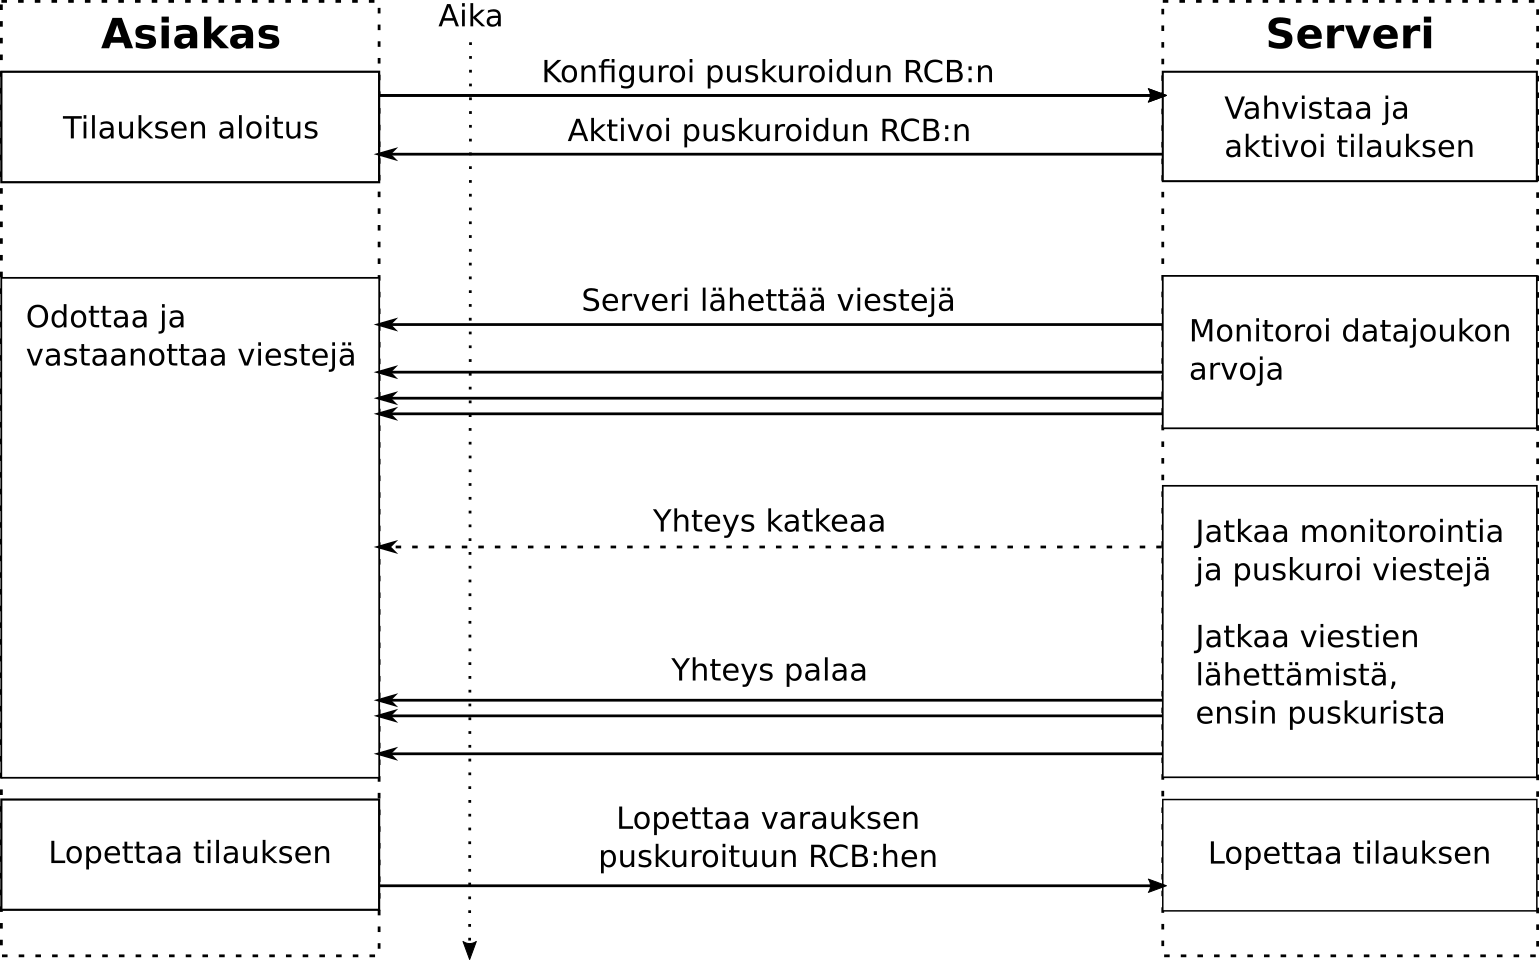 Asiakas
Aika
Serveri
Tilauksen aloitus
Konfiguroi puskuroidun RCB:n
Aktivoi puskuroidun RCB:n
Vahvistaa ja
aktivoi tilauksen
Odottaa ja
vastaanottaa viestejä
Serveri lähettää viestejä
Monitoroi datajoukon
arvoja
Yhteys katkeaa
Jatkaa monitorointia
ja puskuroi viestejä
Yhteys palaa
Jatkaa viestien
lähettämistä,
ensin puskurista
Lopettaa tilauksen
Lopettaa varauksen
puskuroituun RCB:hen
Lopettaa tilauksen